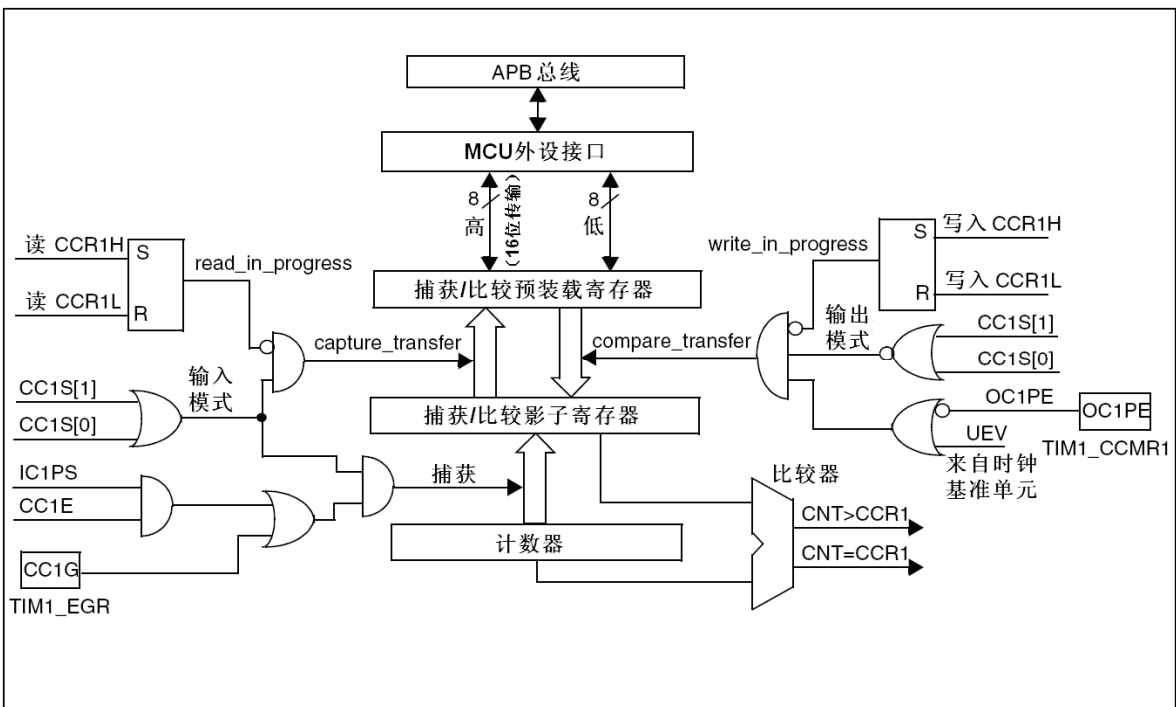 APB 总线
MCU外设接口
8
高
(16位传输)
8
低
读 CCR1H
S
read_in_progress
读 CCR1L
R
write_in_progress
S
写入 CCR1H
R
写入 CCR1L
捕获/比较预装载寄存器
输出
模式
CC1S[1]
CC1S[0]
capture_transfer
compare_transfer
CC1S[1]
CC1S[0]
输入
模式
捕获/比较影子寄存器
OC1PE
OC1PE
UEV
TIM1_CCMR1
来自时钟
基准单元
IC1PS
CC1E
捕获
比较器
CNT>CCR1
计数器
CNT=CCR1
CC1G
TIM1_EGR